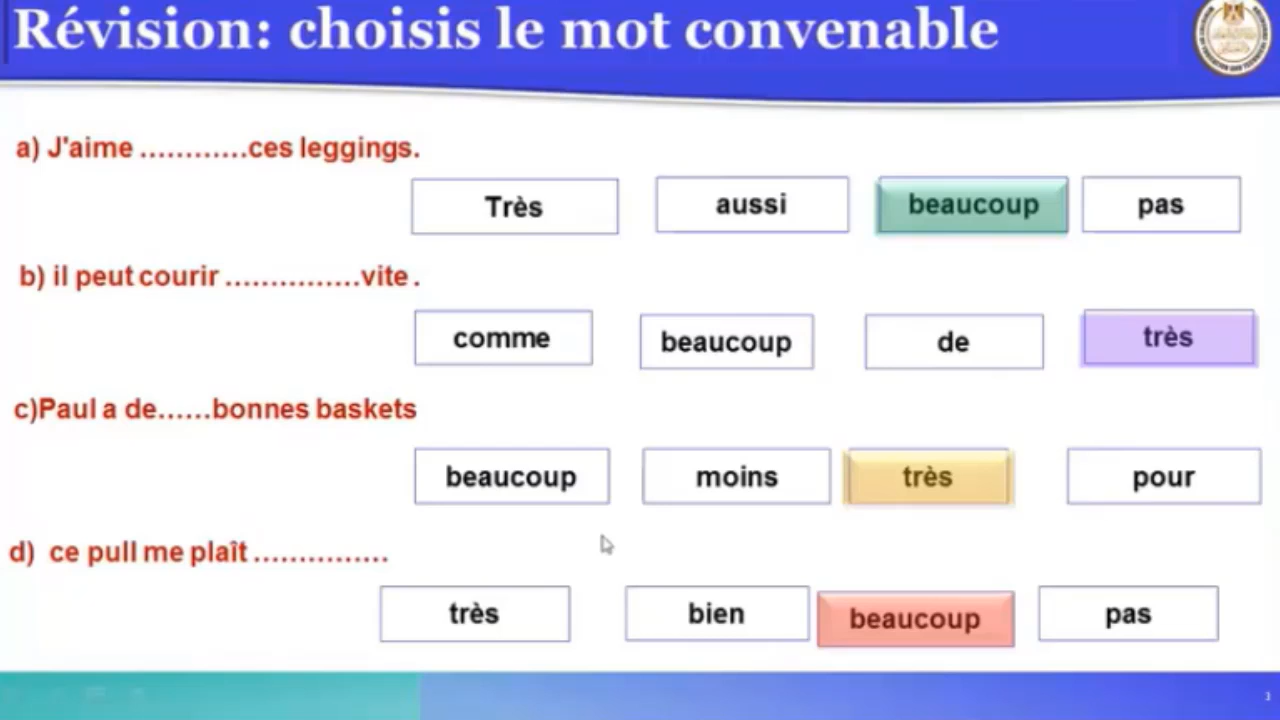 Révision: choisis le mot convenable
a) J'aime ............ces leggings.
Très aussi beaucoup pas
b) il peut courir ...............vite .
comme beaucoup de très
c)Paul a de......bonnes baskets
beaucoup moins très pour
d) ce pull me plaît ...............
très bien beaucoup pas
3